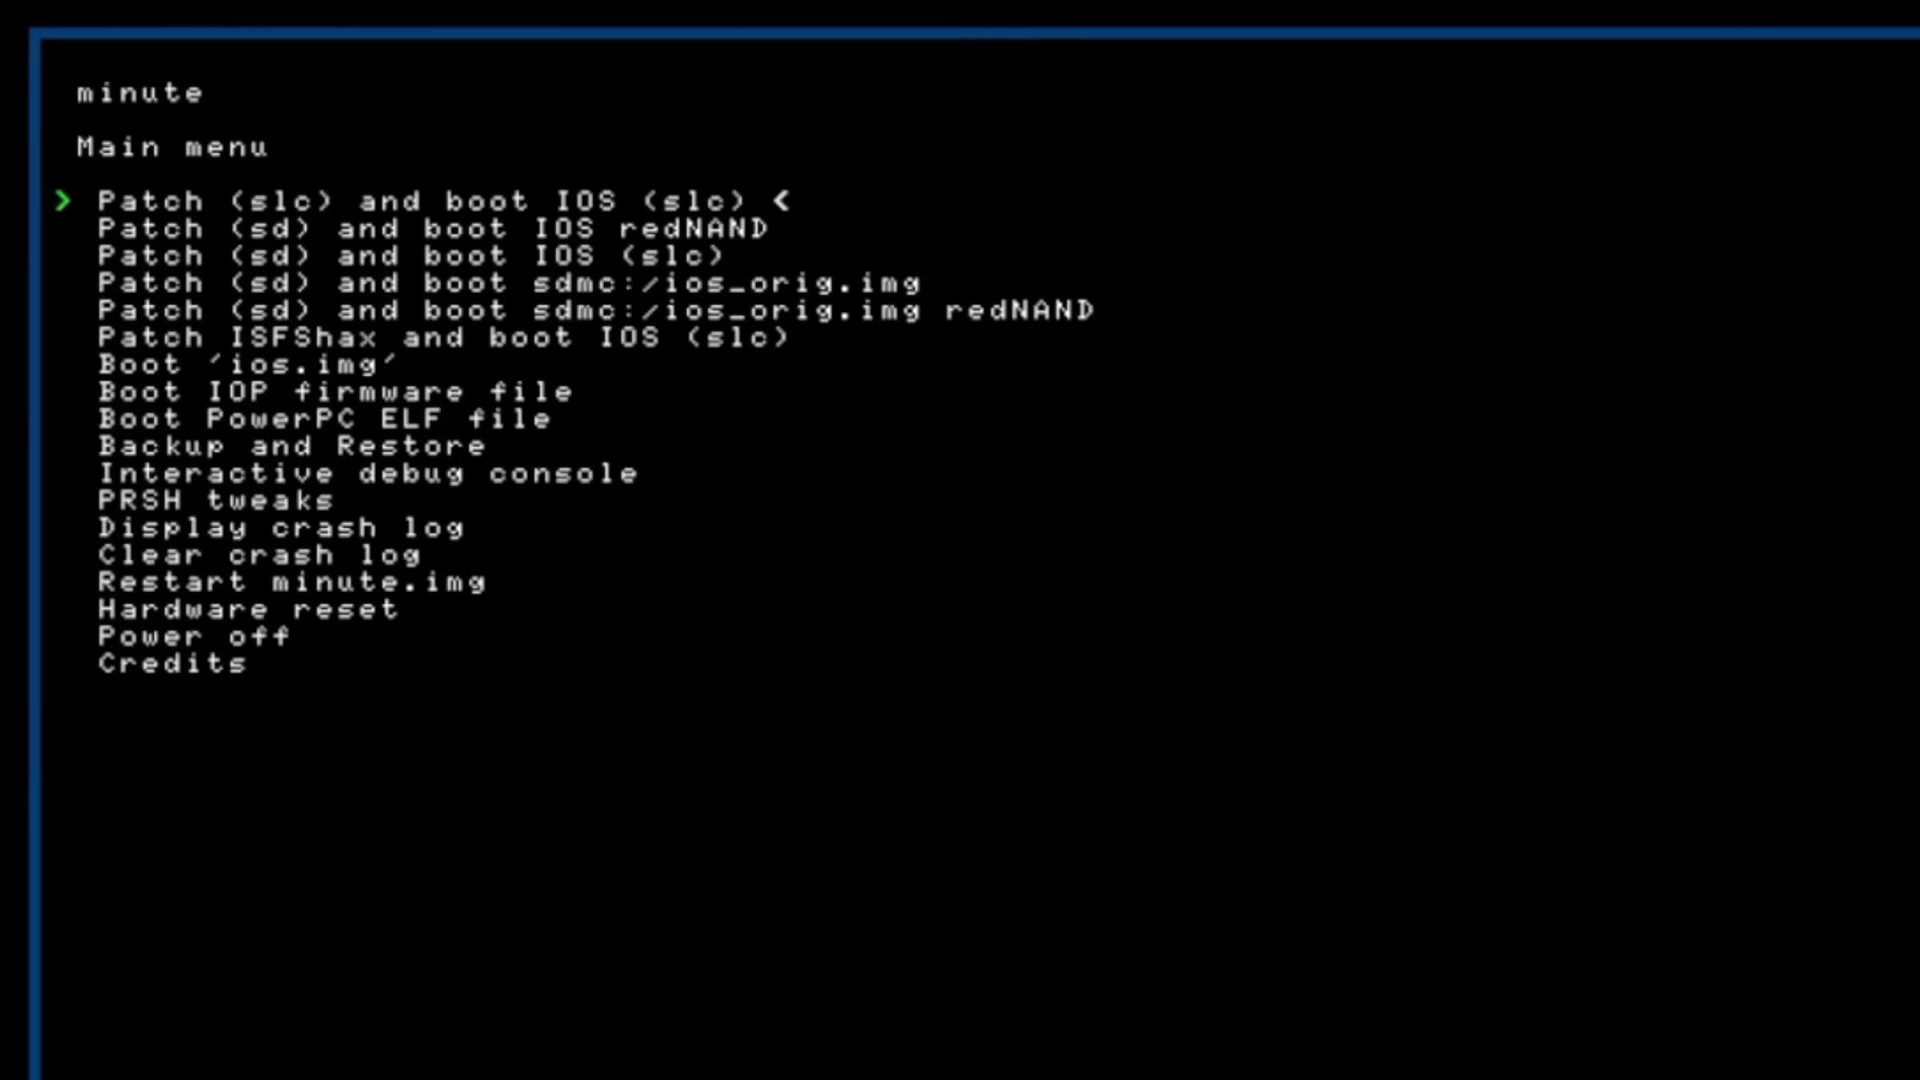 minute
Main menu
> Patch (slc) and boot IOS (slc) <
Patch (sd) and boot IOS redNAND
Patch (sd) and boot IOS (slc)
Patch (sd) and boot sdmc:/ios_orig.img
Patch (sd) and boot sdmc:/ios_orig.img redNAND
Patch ISFShax and boot IOS (slc)
Boot 'ios.img'
Boot IOP firmware file
Boot PowerPC ELF file
Backup and Restore
Interactive debug console
PRSH tweaks
Display crash log
Clear crash log
Restart minute.img
Hardware reset
Power off
Credits